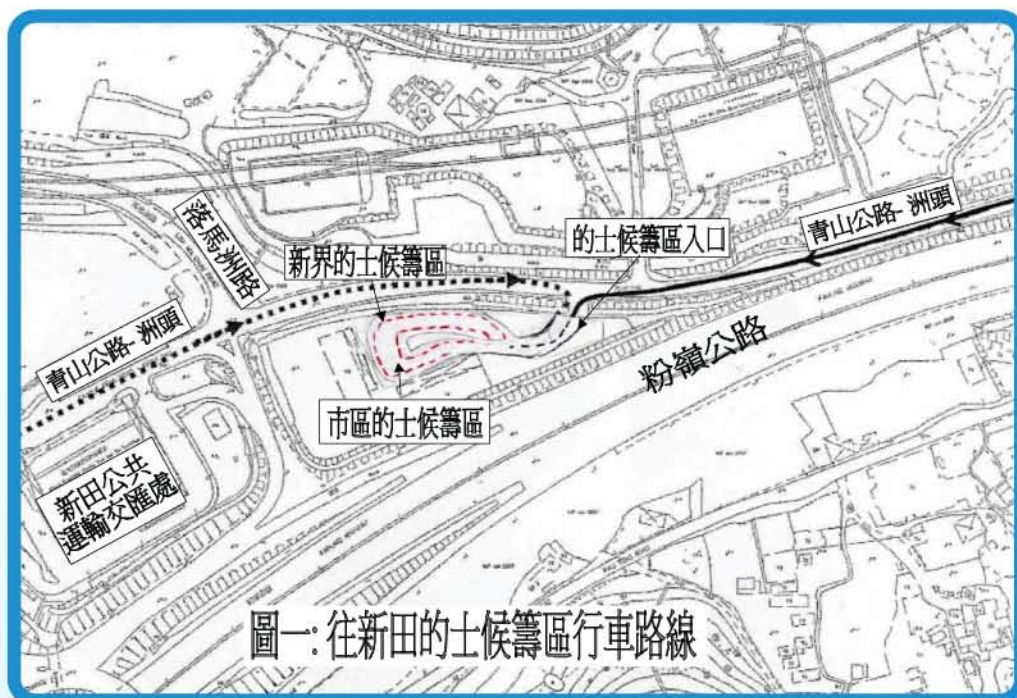 落馬洲路
新界的士候籌區
的士候籌區入口
青山公路-洲頭
青山公路-洲頭
粉嶺公路
市區的士候籌區
新田公共
運輸交匯處
圖一: 往新田的士候籌區行車路線